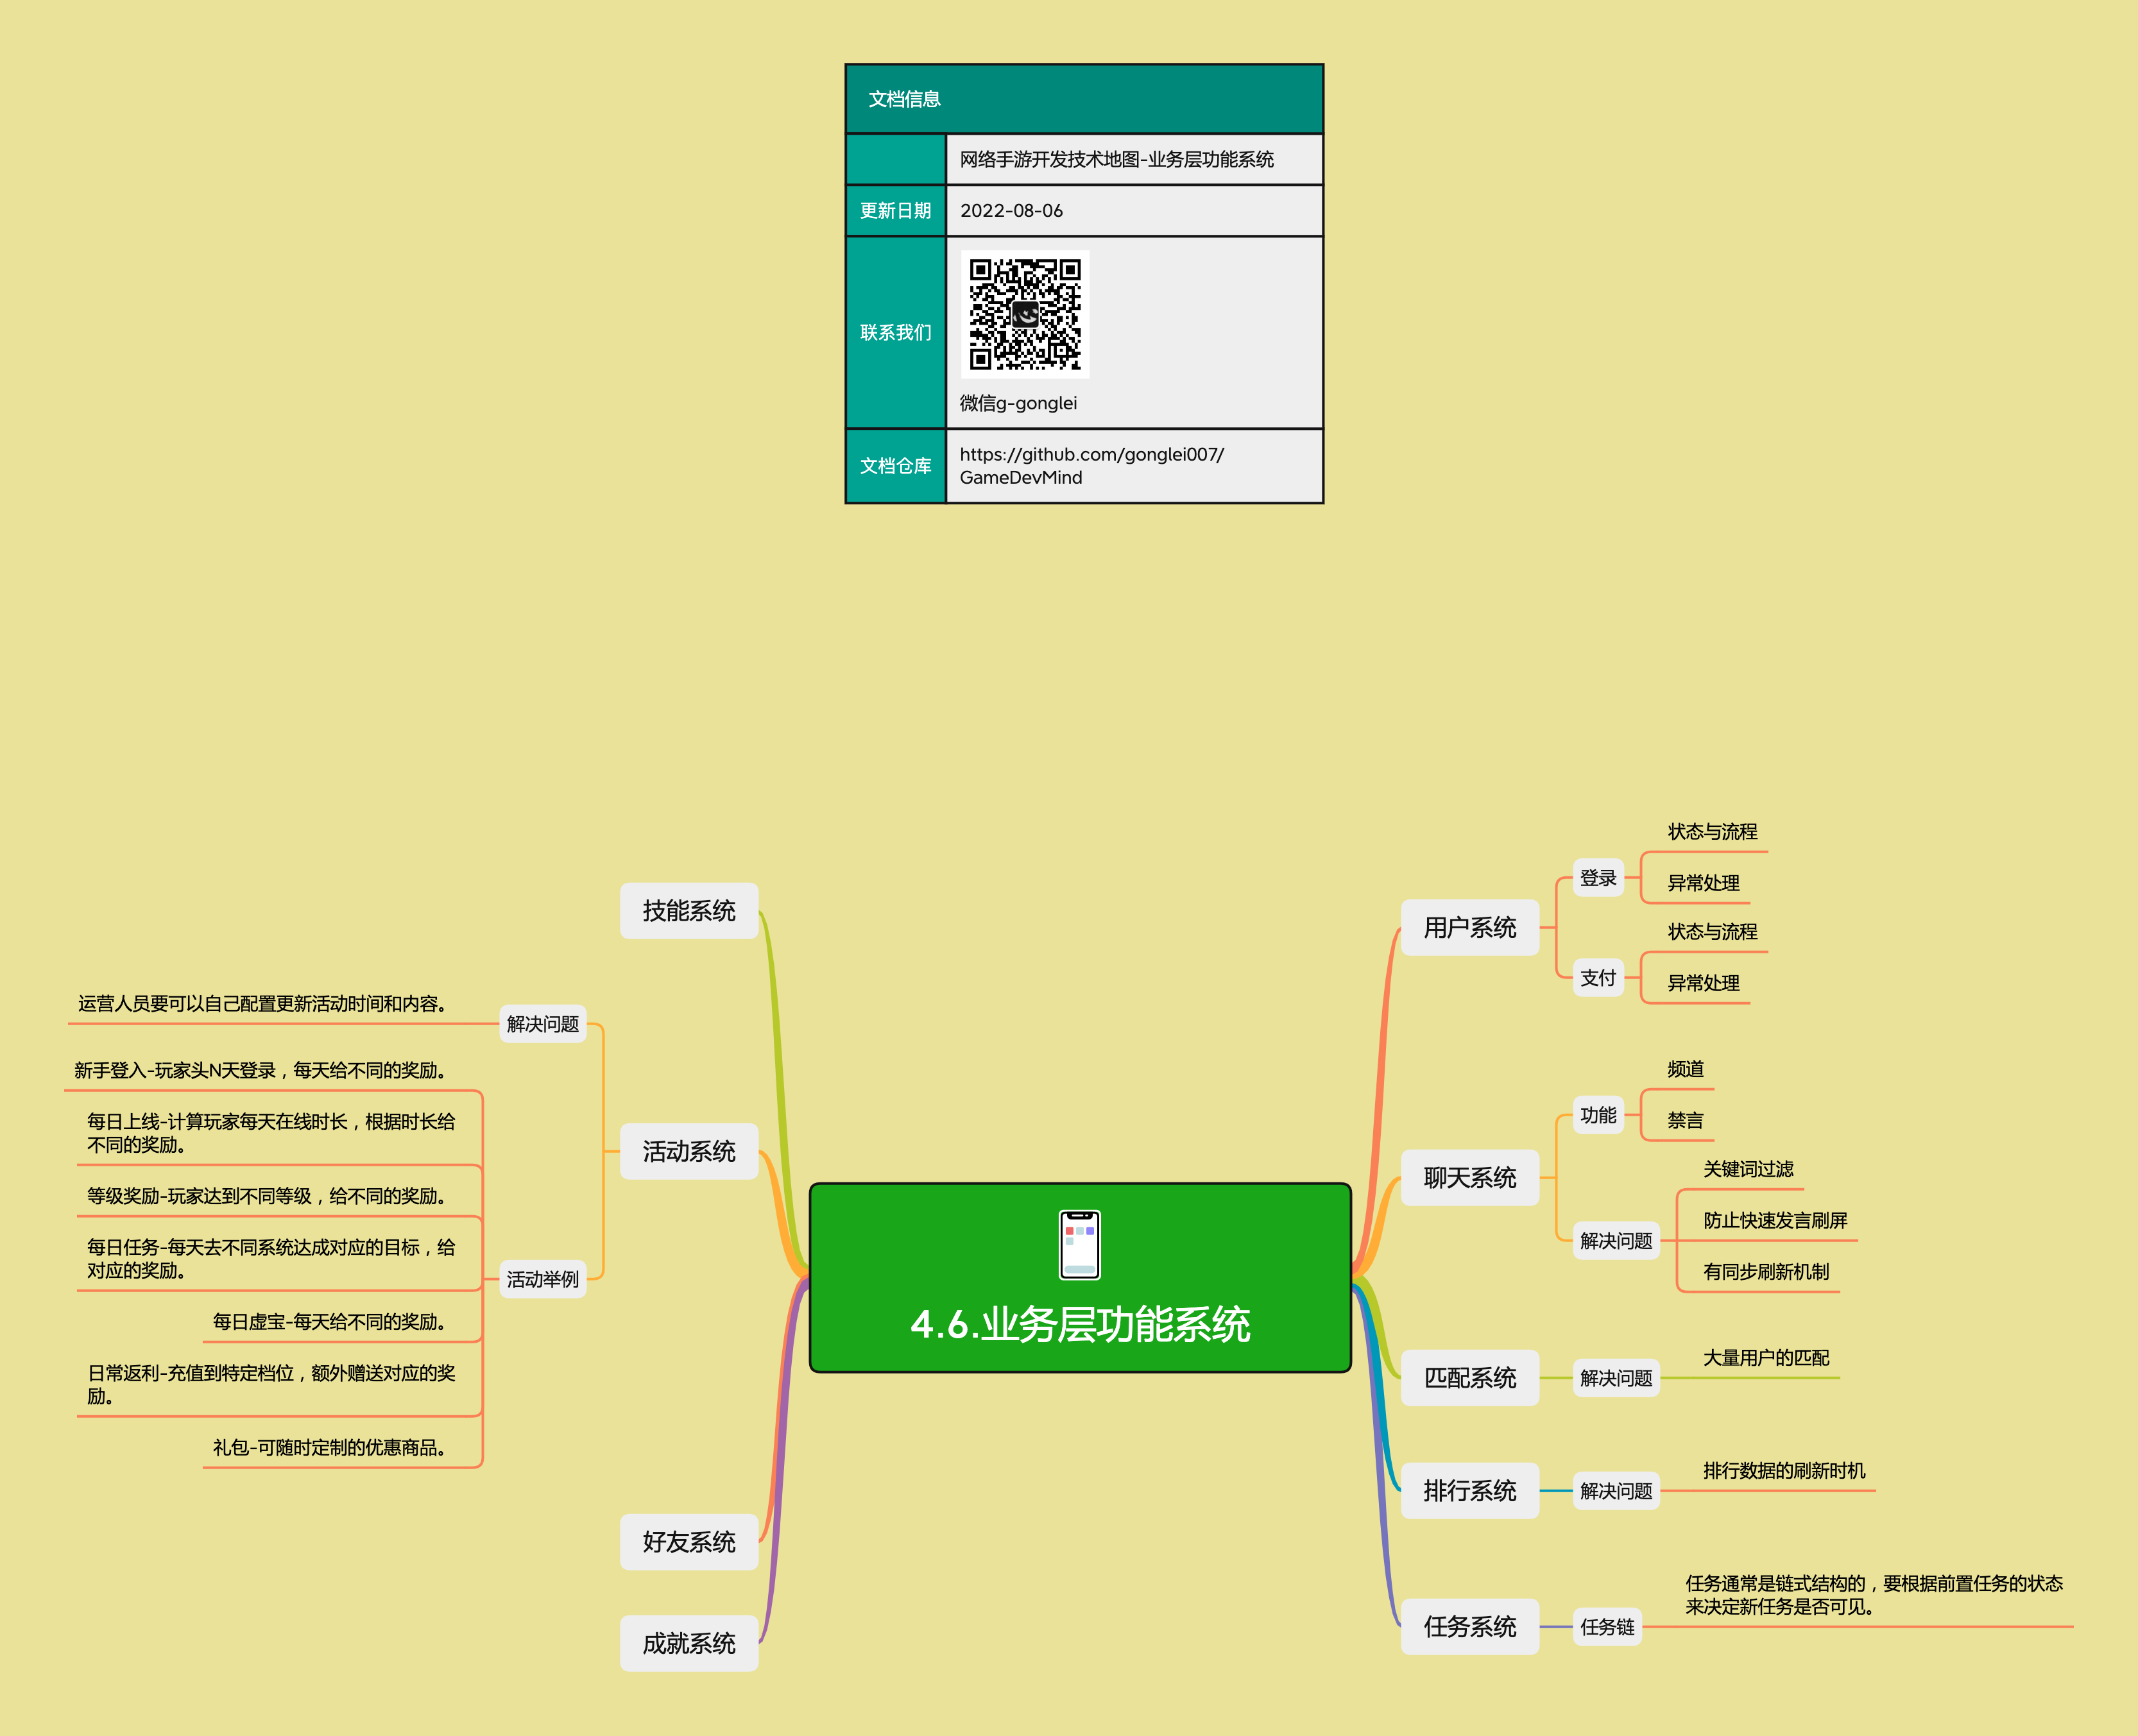 文档信息
网络手游开发技术地图-业务层功能系统
更新日期
2022-08-06
联系我们
微信g-gonglei
文档仓库
https://github.com/gonglei007/
GameDevMind
4.6.业务层功能系统
用户系统
登录
状态与流程
异常处理
支付
状态与流程
异常处理
聊天系统
功能
频道
禁言
解决问题
关键词过滤
防止快速发言刷屏
有同步刷新机制
匹配系统
解决问题
大量用户的匹配
排行系统
解决问题
排行数据的刷新时机
任务系统
任务链
任务通常是链式结构的，要根据前置任务的状态
来决定新任务是否可见。
技能系统
活动系统
解决问题
运营人员要可以自己配置更新活动时间和内容。
活动举例
新手登入-玩家头N天登录，每天给不同的奖励。
每日上线-计算玩家每天在线时长，根据时长给
不同的奖励。
等级奖励-玩家达到不同等级，给不同的奖励。
每日任务-每天去不同系统达成对应的目标，给
对应的奖励。
每日虚宝-每天给不同的奖励。
日常返利-充值到特定档位，额外赠送对应的奖
励。
礼包-可随时定制的优惠商品。
好友系统
成就系统